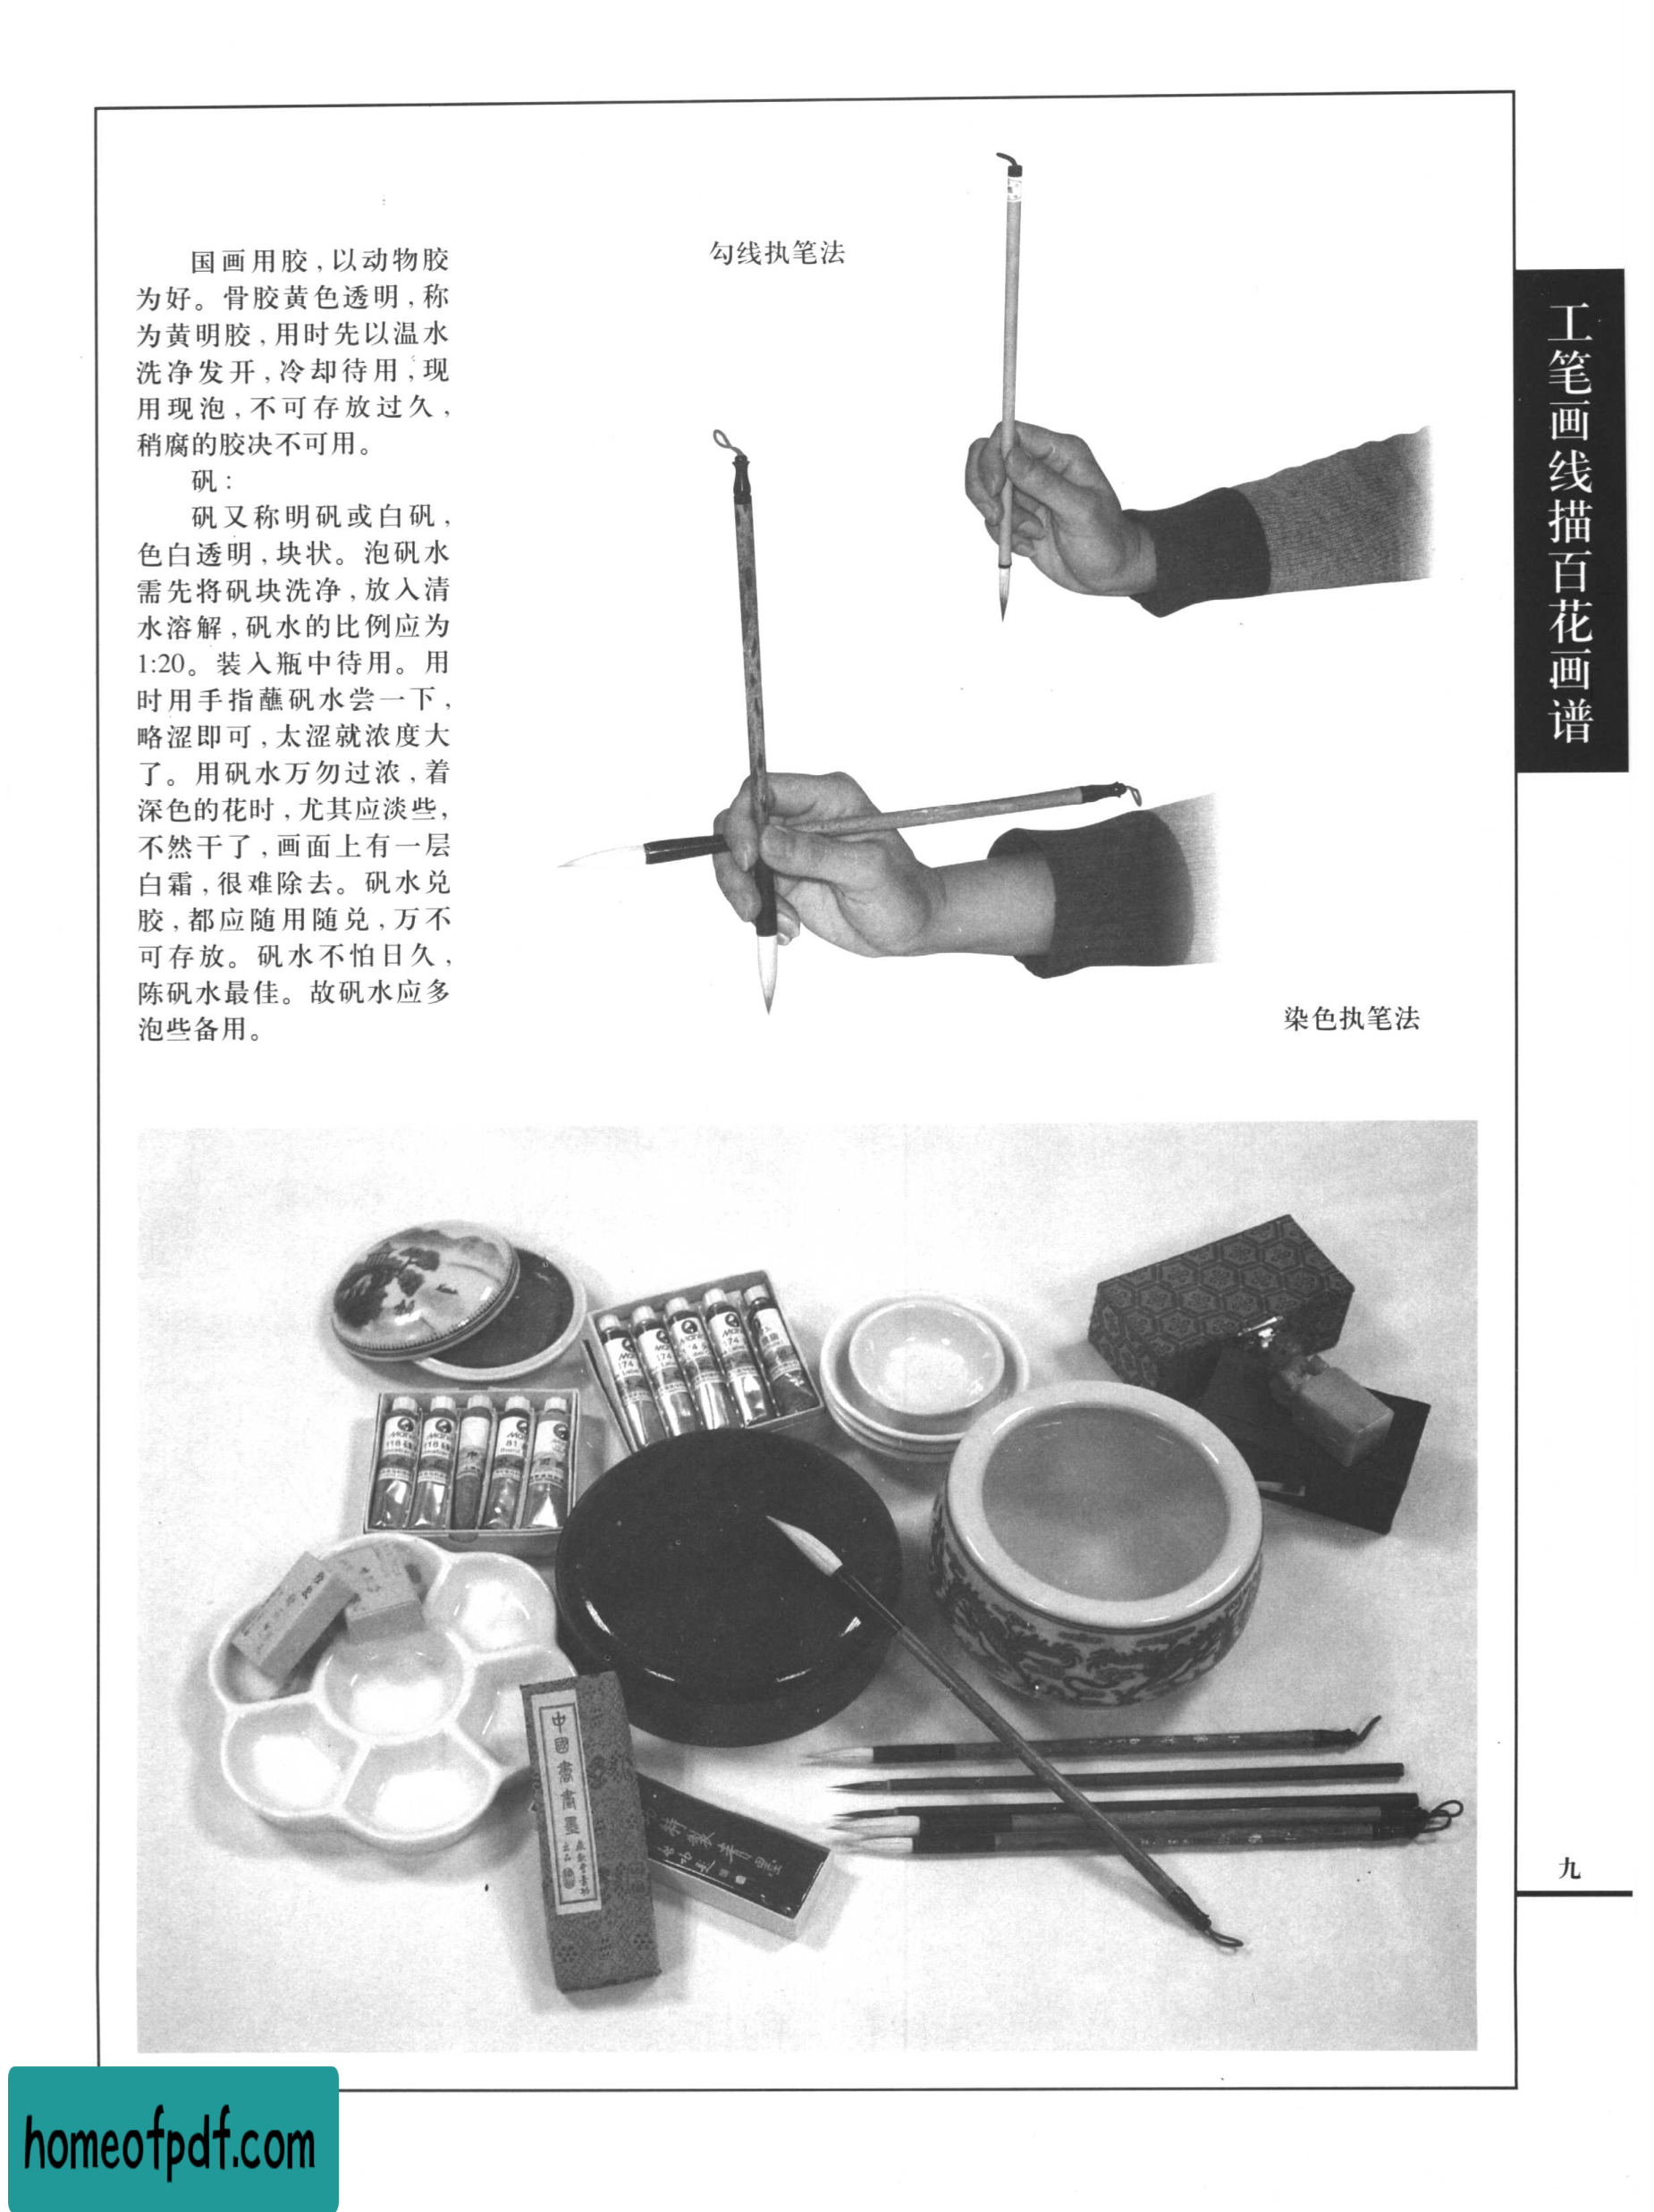 国画用胶，以动物胶
为好。骨胶黄色透明，称
为黄明胶，用时先以温水
洗净发开，冷却待用，现
用现泡，不可存放过久，
稍腐的胶决不可用。
矾：
矾又称明矾或白矾，
色白透明，块状。泡矾水
需先将矾块洗净，放入清
水溶解，矾水的比例应为
1:20。装入瓶中待用。用
时用手指蘸矾水尝一下，
略涩即可，太涩就浓度大
了。用矾水万勿过浓，着
深色的花时，尤其应淡些，
不然干了，画面上有一层
白霜，很难除去。矾水兑
胶，都应随用随兑，万不
可存放。矾水不怕日久，
陈矾水最佳。故矾水应多
泡些备用。
勾线执笔法
染色执笔法
工笔画线描百花画谱
中國書畫墨
特製青墨
九
homeofpdf.com